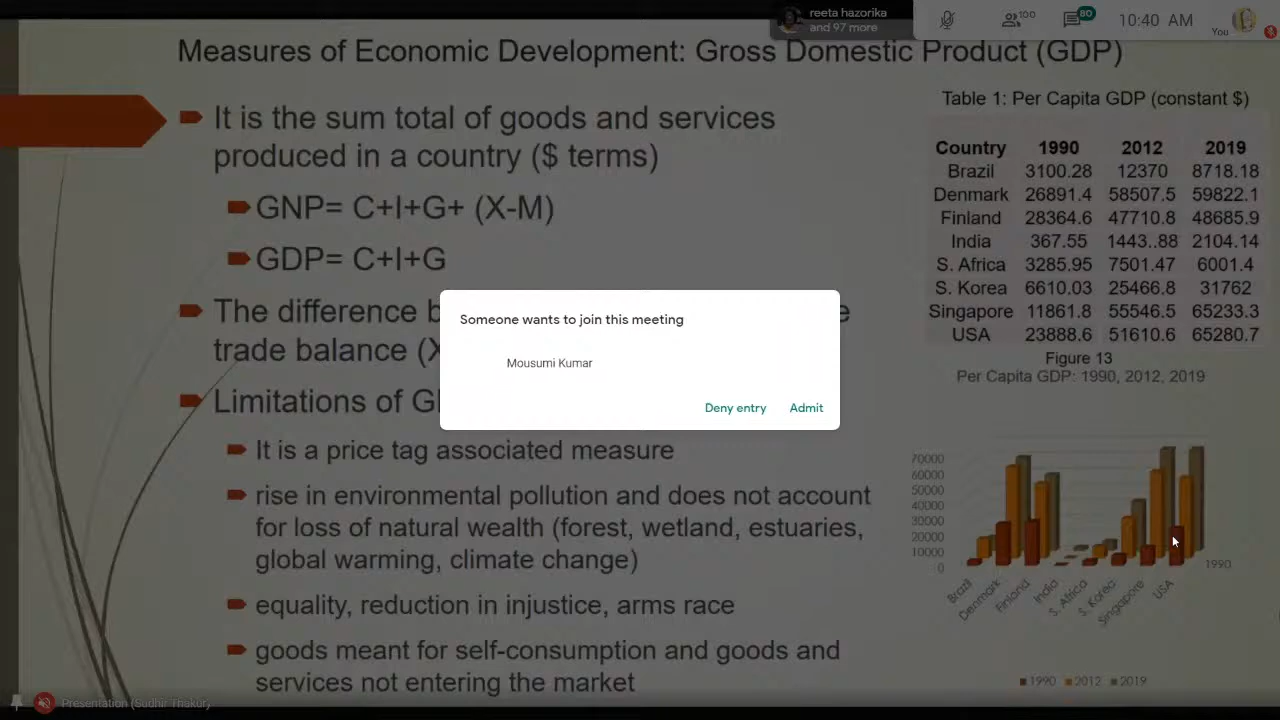 reeta hazorika
and 97 more
100
80
10:40 AM
You
Measures of Economic Development: Gross Domestic Product (GDP)
It is the sum total of goods and services
produced in a country ($ terms)
GNP= C+I+G+ (X-M)
GDP= C+I+G
The difference b
e
trade balance (X
Limitations of G
It is a price tag associated measure
rise in environmental pollution and does not account
for loss of natural wealth (forest, wetland, estuaries,
global warming, climate change)
equality, reduction in injustice, arms race
goods meant for self-consumption and goods and
services not entering the market
Someone wants to join this meeting
Mousumi Kumar
Deny entry Admit
Table 1: Per Capita GDP (constant $)
Country 1990 2012 2019
Brazil 3100.28 12370 8718.18
Denmark 26891.4 58507.5 59822.1
Finland 28364.6 47710.8 48685.9
India 367.55 1443..88 2104.14
S. Africa 3285.95 7501.47 6001.4
S. Korea 6610.03 25466.8 31762
Singapore 11861.8 55546.5 65233.3
USA 23888.6 51610.6 65280.7
Figure 13
Per Capita GDP: 1990, 2012, 2019
70000
60000
50000
40000
30000
20000
10000
0
1990
Brazil
Denmark
Finland
India
S. Africa
S. Korea
Singapore
USA
1990 2012 2019
Presentation (Sudhir Thakur)